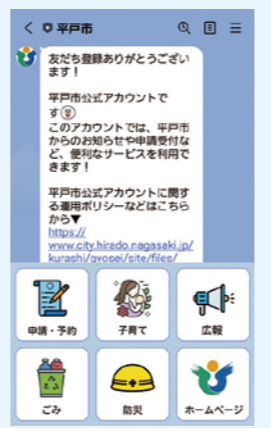 平戸市
友だち登録ありがとうござい
ます！
平戸市公式アカウントで
す
このアカウントでは、平戸市
からのお知らせや申請受付な
ど、便利なサービスを利用で
きます！
平戸市公式アカウントに関す
る運用ポリシーなどはこちら
から▼
https://
www.city.hirado.nagasaki.jp/
kurashi/gyosei/site/files/
申請・予約
子育て
広報
ごみ
防災
ホームページ